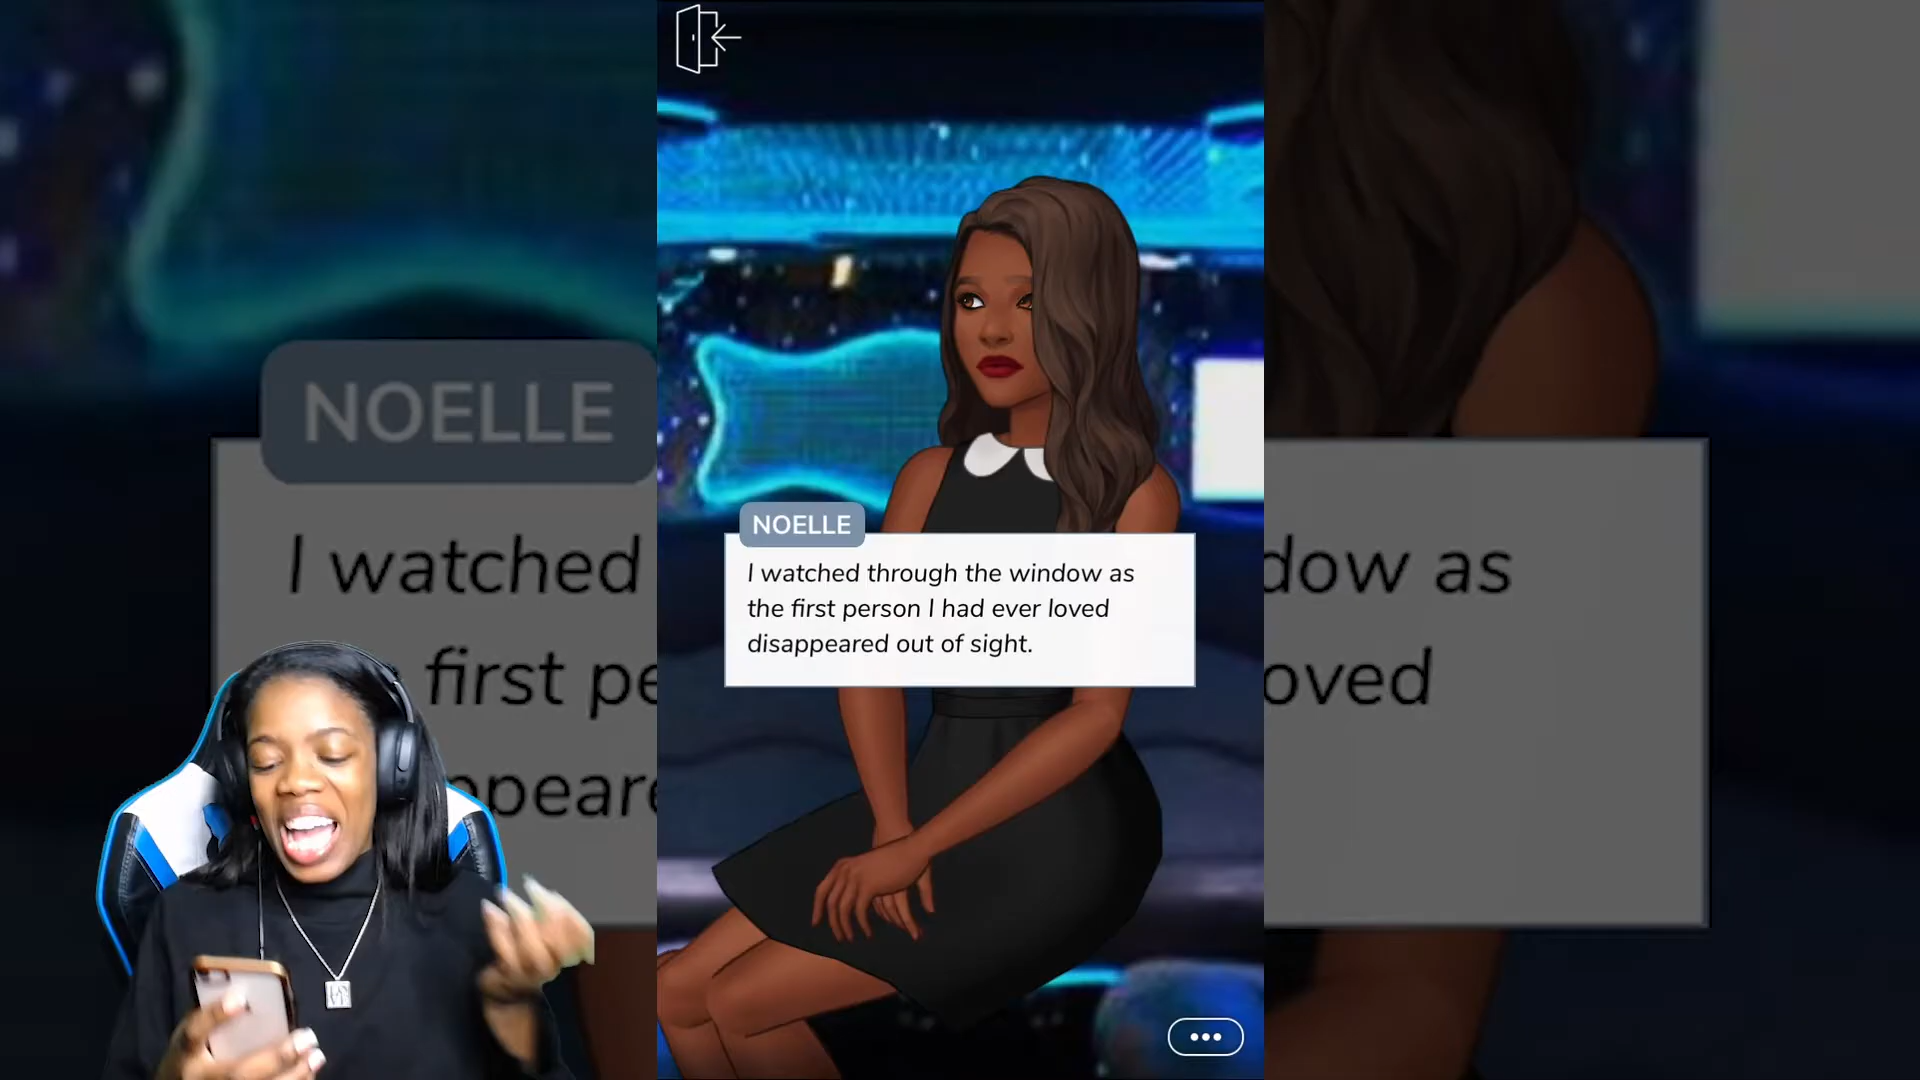 NOELLE
I watched through the window as
the first person I had ever loved
disappeared out of sight.
NOELLE
I watched
first pe
ppeare
dow as
oved